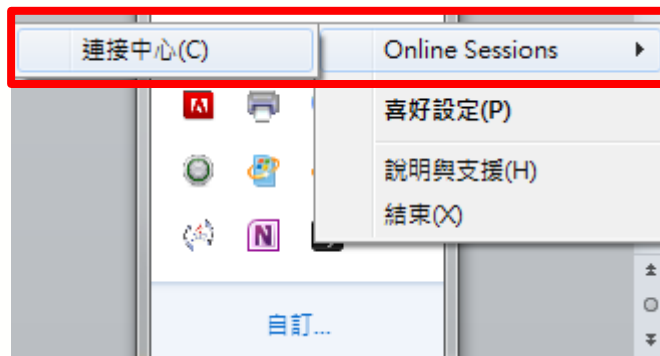 連接中心(C)
Online Sessions
喜好設定(P)
說明與支援(H)
結束(X)
自訂...